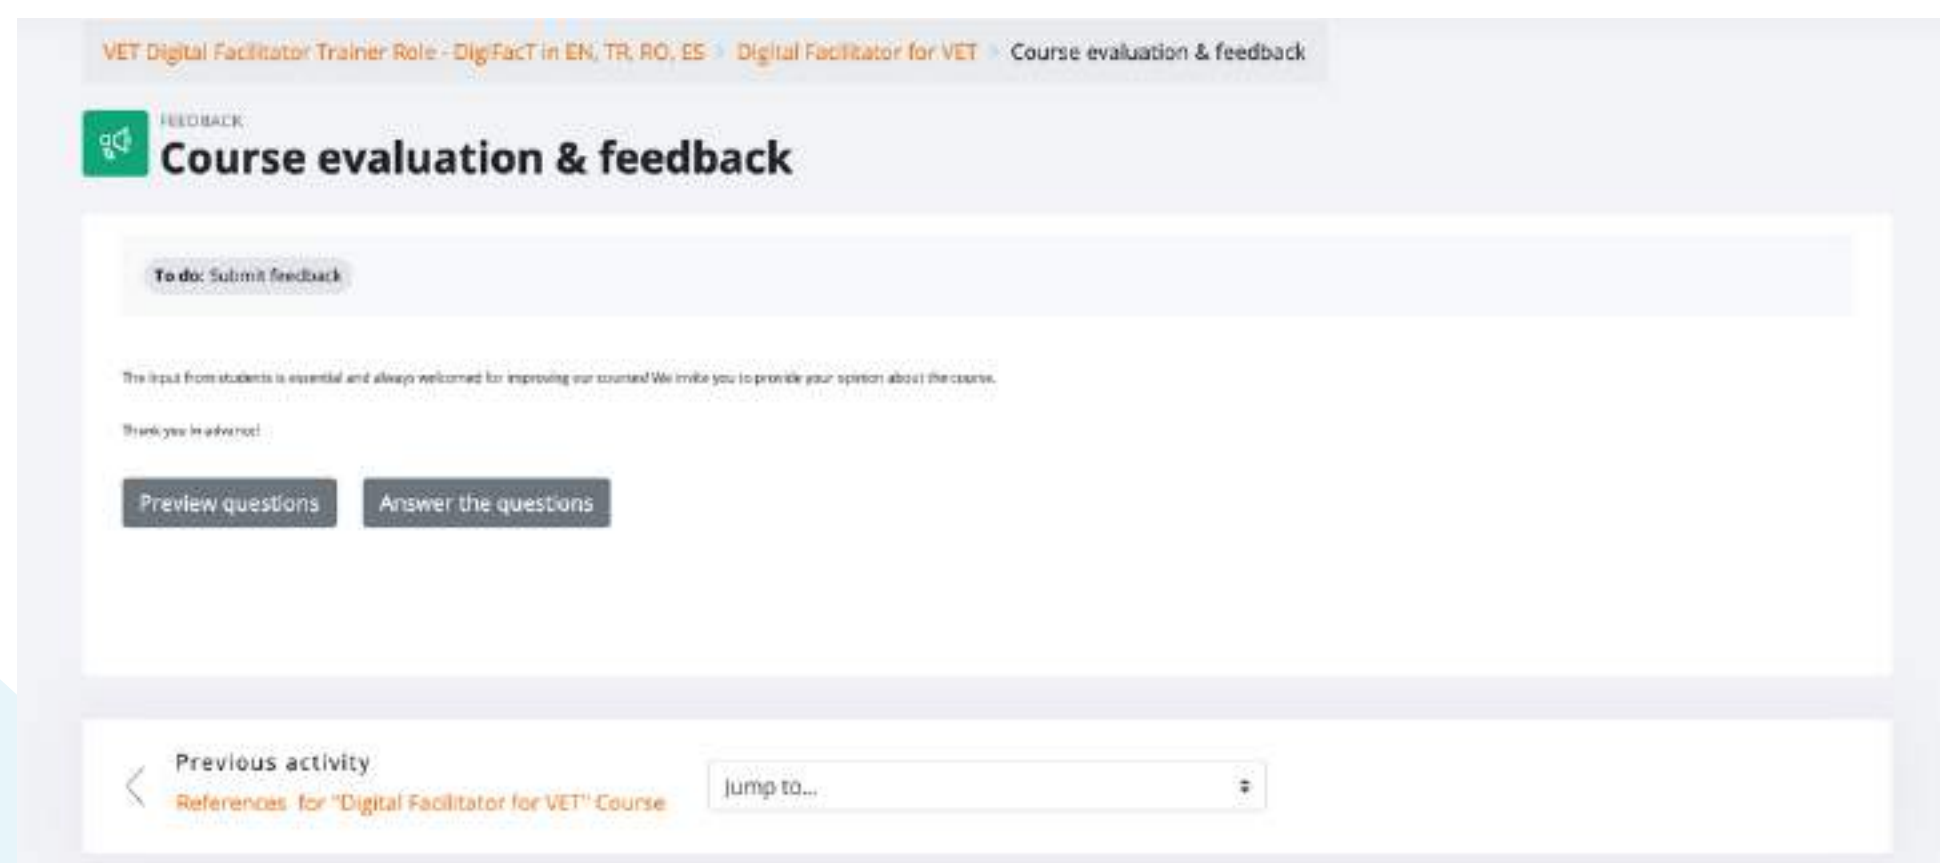 VET Digital Facilitator Trainer Role - DigiFacT in EN, TR, RO, ES Digital Facilitator for VET Course evaluation & feedback
FEEDBACK
Course evaluation & feedback
To do: Submit feedback
The input from students is essential and always welcomed for improving our courses! We invite you to provide your opinion about the course.
Thank you in advance!
Preview questions Answer the questions
Previous activity
References for "Digital Facilitator for VET" Course
Jump to...